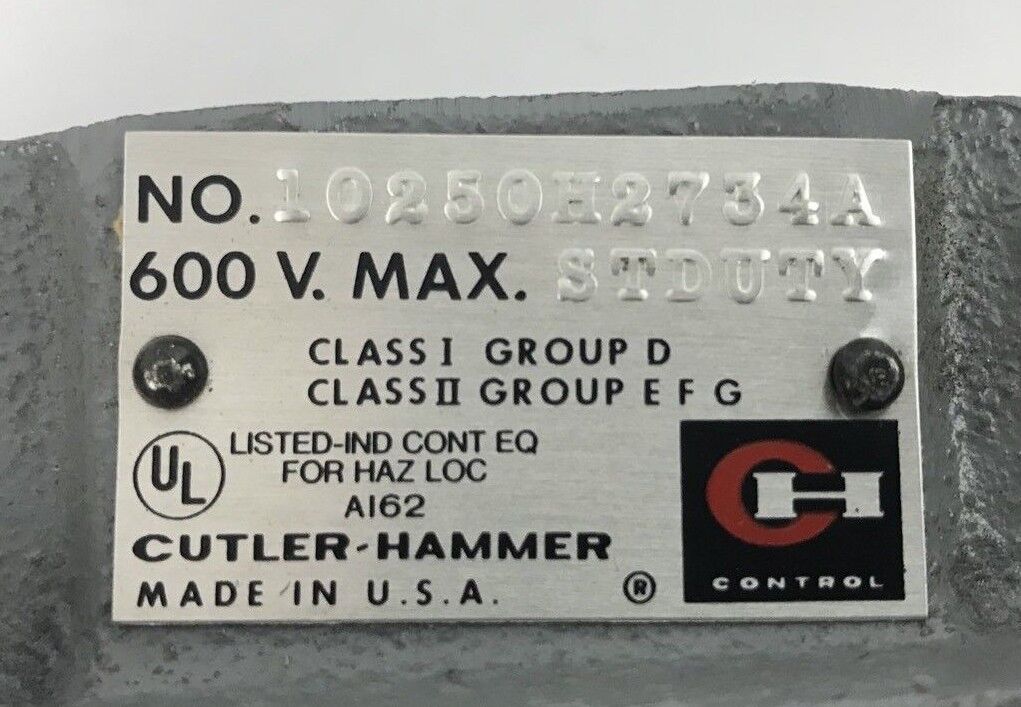 NO. 10250H2734A
600 V. MAX. STDUTY
CLASS I GROUP D
CLASS II GROUP E F G
UL
LISTED-IND CONT EQ
FOR HAZ LOC
A162
CUTLER-HAMMER
MADE IN U.S.A. ®
CH
CONTROL